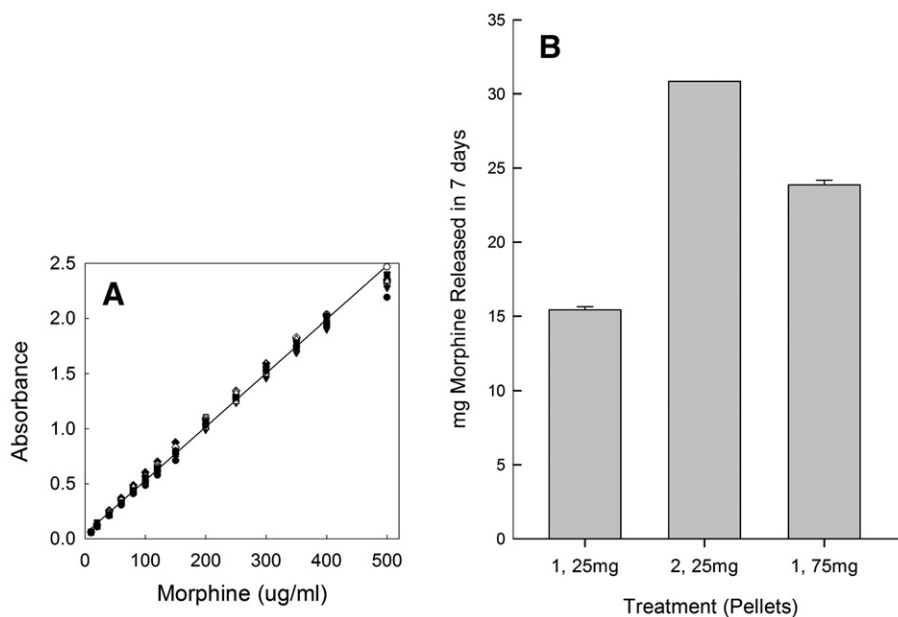 A
2.5
2.0
1.5
1.0
0.5
0.0
Absorbance
0 100 200 300 400 500
Morphine (ug/ml)
B
35
30
25
20
15
10
5
0
mg Morphine Released in 7 days
1, 25mg 2, 25mg 1, 75mg
Treatment (Pellets)